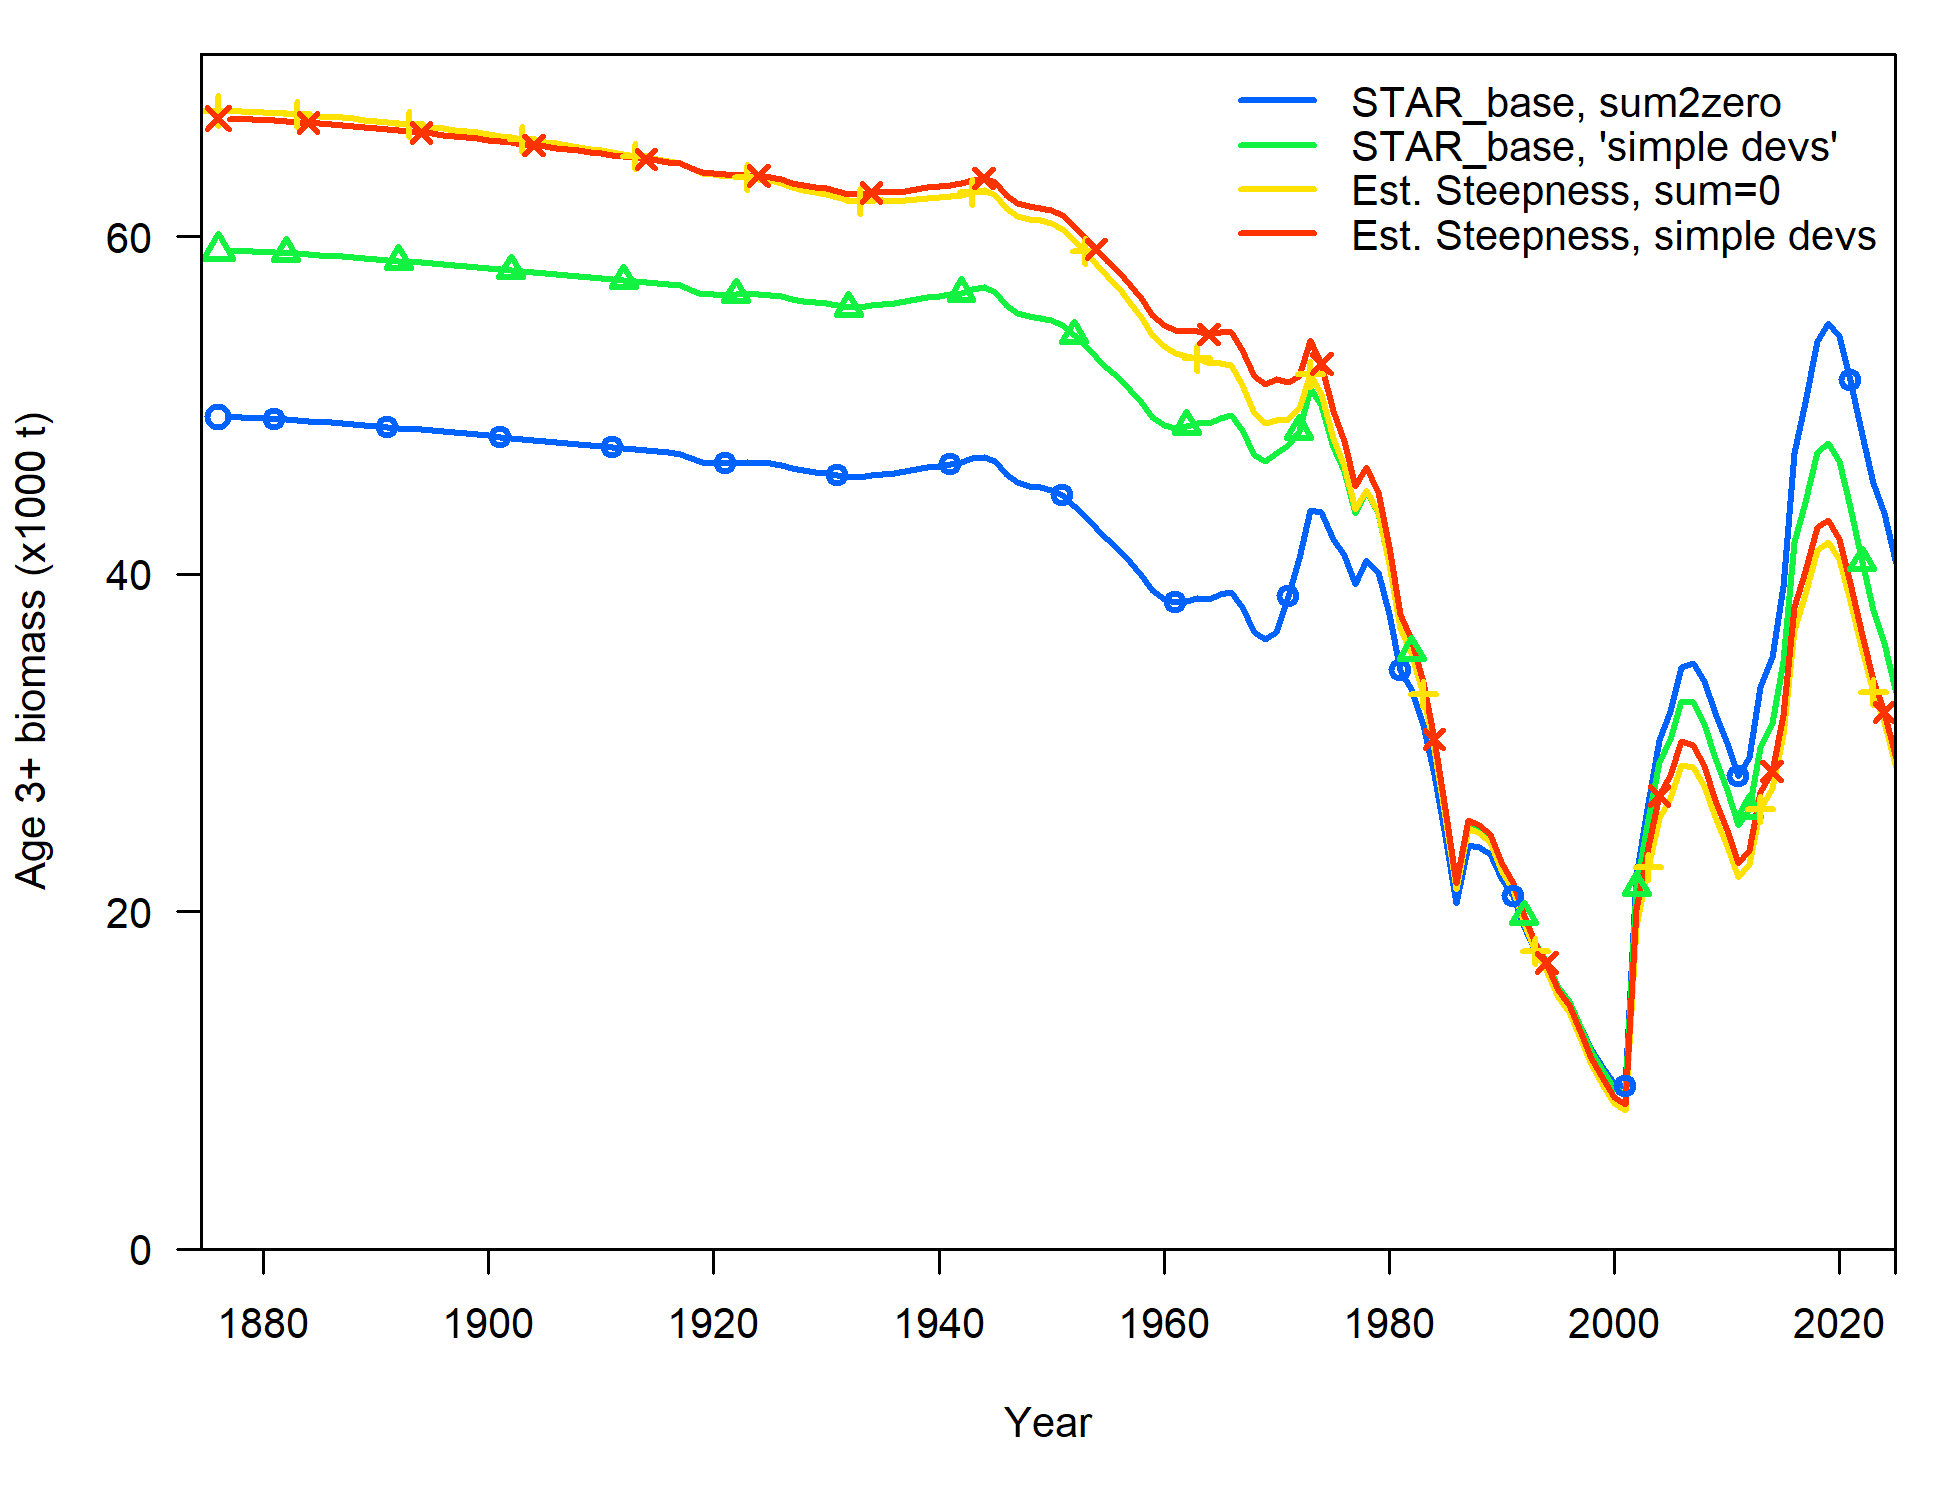 STAR_base, sum2zero
STAR_base, 'simple devs'
Est. Steepness, sum=0
Est. Steepness, simple devs
Age 3+ biomass (x1000 t)
60
40
20
0
1880 1900 1920 1940 1960 1980 2000 2020
Year